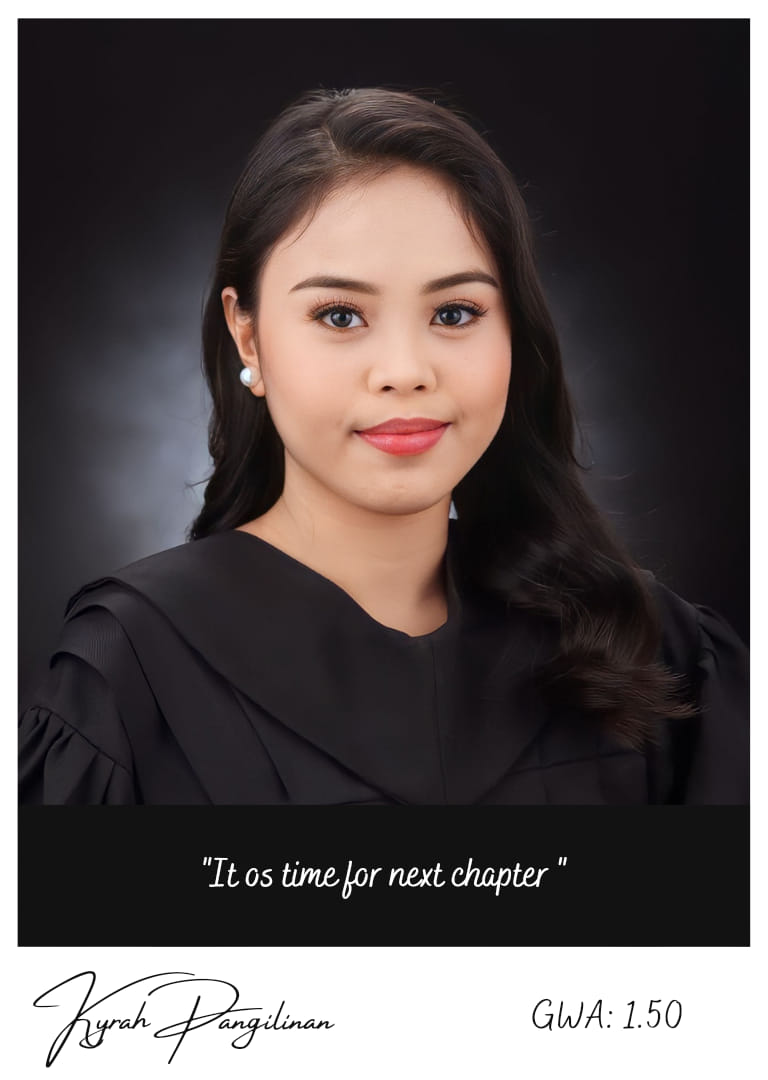 "It os time for next chapter "
Kyrah Pangilinan
GWA: 1.50